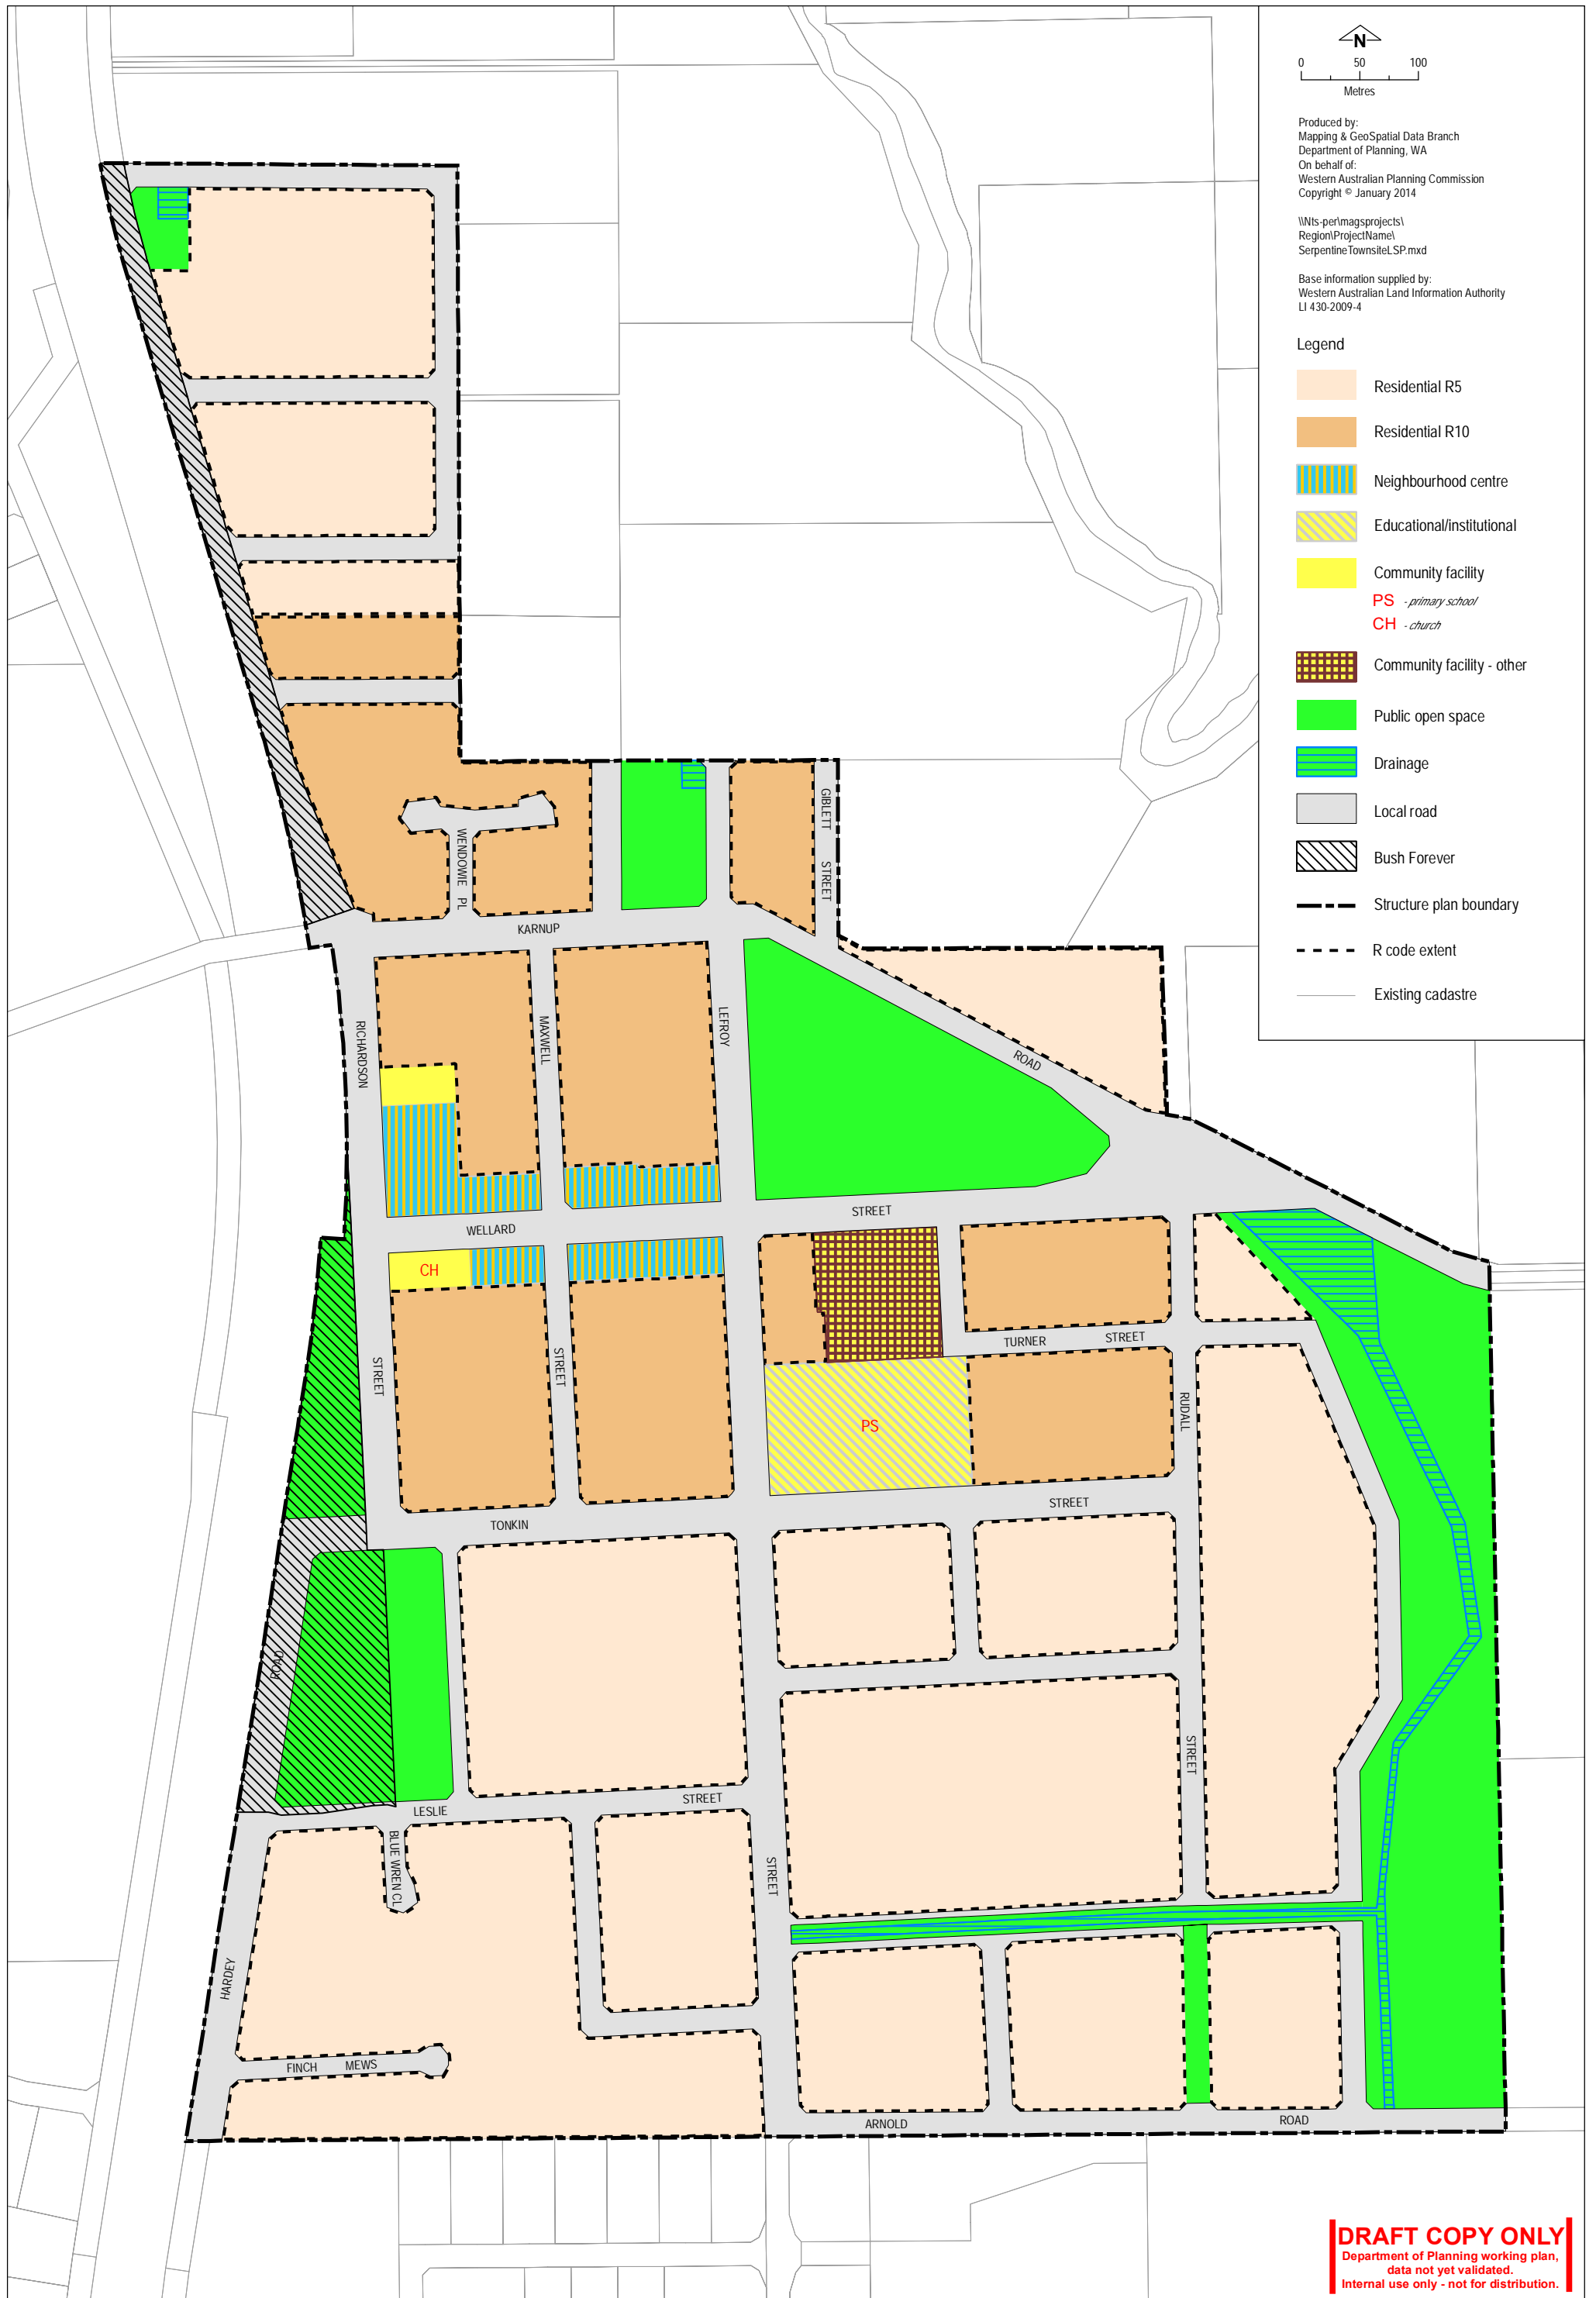 N
0 50 100
Metres
Produced by:
Mapping & GeoSpatial Data Branch
Department of Planning, WA
On behalf of:
Western Australian Planning Commission
Copyright © January 2014
\\Nts-per\magsprojects\
Region\ProjectName\
SerpentineTownsiteLSP.mxd
Base information supplied by:
Western Australian Land Information Authority
LI 430-2009-4
Legend
Residential R5
Residential R10
Neighbourhood centre
Educational/institutional
Community facility
PS - primary school
CH - church
Community facility - other
Public open space
Drainage
Local road
Bush Forever
Structure plan boundary
R code extent
Existing cadastre
GIBLETT STREET
WENDOWIE PL
KARNUP
ROAD
RICHARDSON
MAXWELL
LEFROY
WELLARD
STREET
CH
TURNER STREET
STREET
STREET
PS
RUDALL
TONKIN
STREET
ROAD
STREET
LESLIE
STREET
BLUE WREN CL
STREET
HARDEY
FINCH MEWS
ARNOLD
ROAD
DRAFT COPY ONLY
Department of Planning working plan,
data not yet validated.
Internal use only - not for distribution.